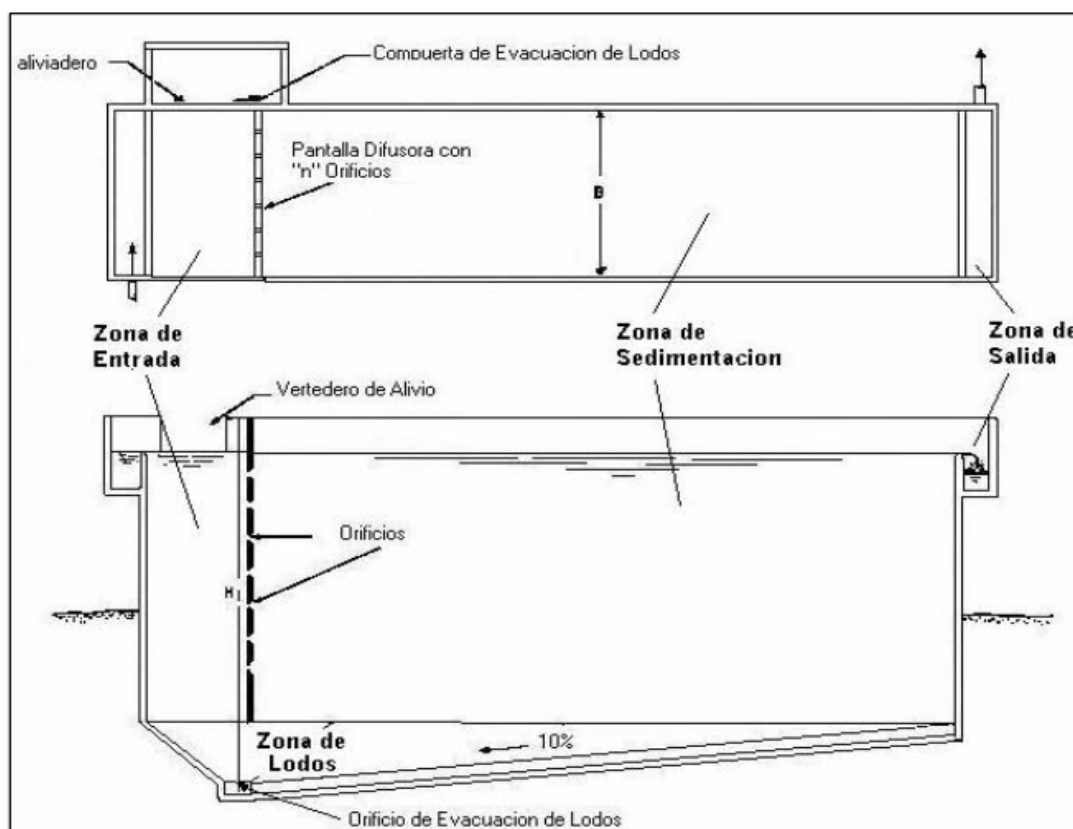 aliviadero
Compuerta de Evacuacion de Lodos
Pantalla Difusora con
"n" Orificios
B
Zona de
Entrada
Zona de
Sedimentacion
Zona de
Salida
Vertedero de Alivio
Orificios
H1
Zona de
Lodos
10%
Orificio de Evacuacion de Lodos